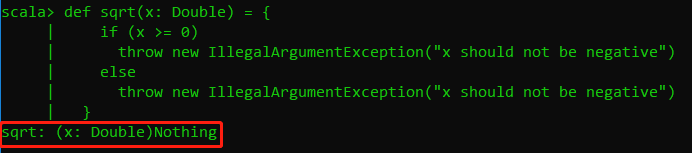 scala> def sqrt(x: Double) = {
     |     if (x >= 0)
     |       throw new IllegalArgumentException("x should not be negative")
     |     else
     |       throw new IllegalArgumentException("x should not be negative")
     |   }
sqrt: (x: Double)Nothing